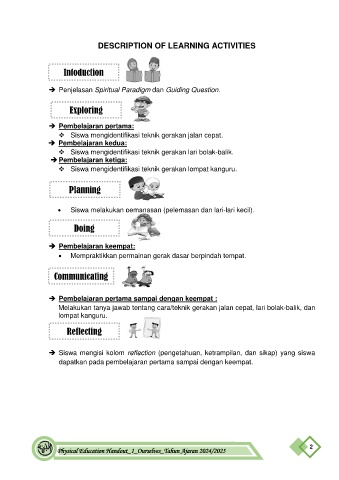 DESCRIPTION OF LEARNING ACTIVITIES
Intoduction
Penjelasan Spiritual Paradigm dan Guiding Question.
Exploring
Pembelajaran pertama:
Siswa mengidentifikasi teknik gerakan jalan cepat.
Pembelajaran kedua:
Siswa mengidentifikasi teknik gerakan lari bolak-balik.
Pembelajaran ketiga:
Siswa mengidentifikasi teknik gerakan lompat kanguru.
Planning
Siswa melakukan pemanasan (pelemasan dan lari-lari kecil).
Doing
Pembelajaran keempat:
Mempraktikkan permainan gerak dasar berpindah tempat.
Communicating
Pembelajaran pertama sampai dengan keempat :
Melakukan tanya jawab tentang cara/teknik gerakan jalan cepat, lari bolak-balik, dan
lompat kanguru.
Reflecting
Siswa mengisi kolom reflection (pengetahuan, ketrampilan, dan sikap) yang siswa
dapatkan pada pembelajaran pertama sampai dengan keempat.
Physical Education Handout_1_Ourselves_Tahun Ajaran 2024/2025
2